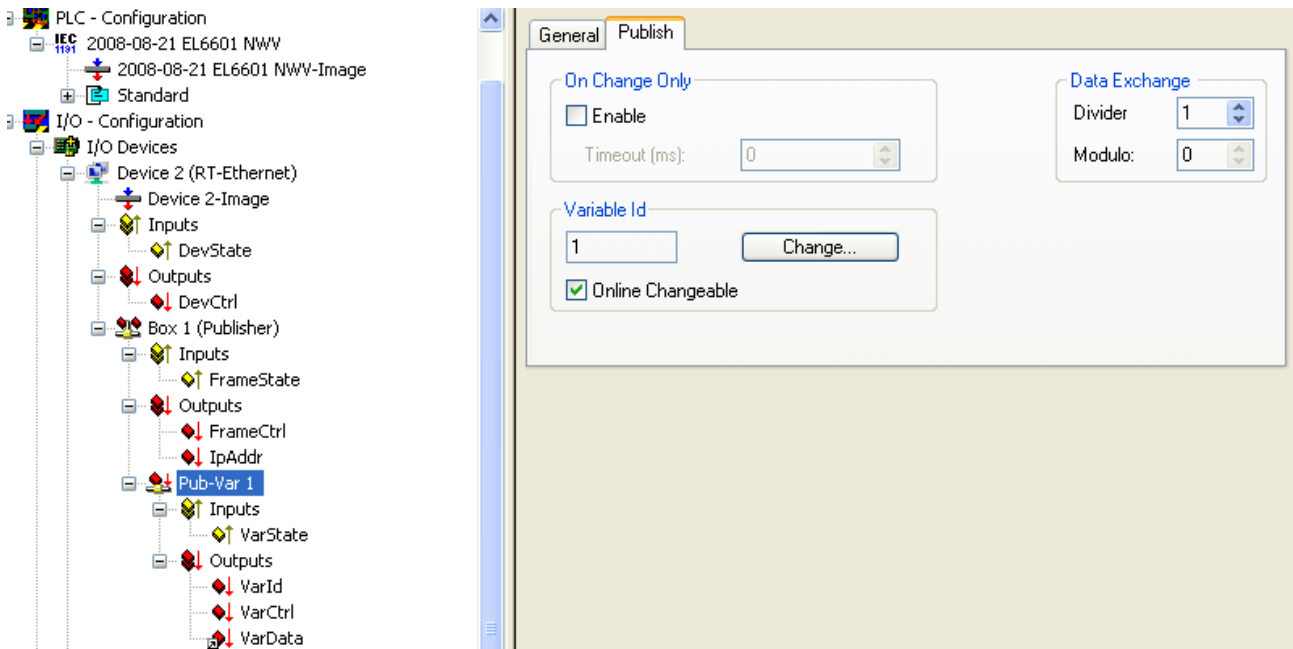 PLC - Configuration
IEC
1131
2008-08-21 EL6601 NWV
2008-08-21 EL6601 NWV-Image
Standard
I/O - Configuration
I/O Devices
Device 2 (RT-Ethernet)
Device 2-Image
Inputs
DevState
Outputs
DevCtrl
Box 1 (Publisher)
Inputs
FrameState
Outputs
FrameCtrl
IpAddr
Pub-Var 1
Inputs
VarState
Outputs
VarId
VarCtrl
VarData
General Publish
On Change Only
Enable
Timeout (ms): 0
Variable Id
1 Change...
Online Changeable
Data Exchange
Divider 1
Modulo: 0